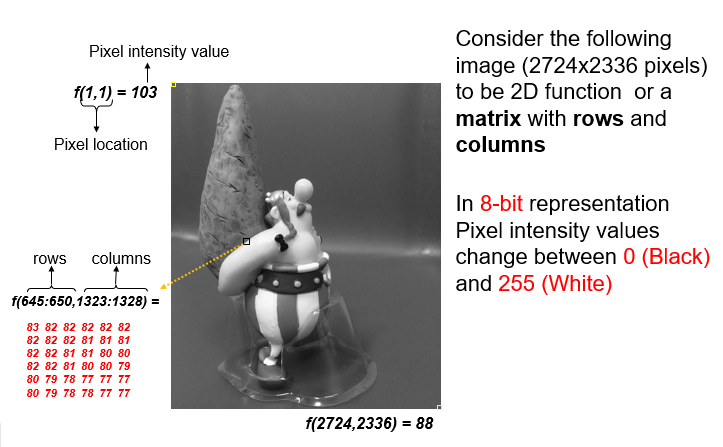 Pixel intensity value
f(1,1) = 103
Pixel location
rows columns
f(645:650,1323:1328) =
83 82 82 82 82 82
82 82 82 81 81 81
82 82 81 81 80 80
82 82 81 80 80 79
80 79 78 77 77 77
80 79 78 78 77 77
f(2724,2336) = 88
Consider the following
image (2724x2336 pixels)
to be 2D function or a
matrix with rows and
columns
In 8-bit representation
Pixel intensity values
change between 0 (Black)
and 255 (White)